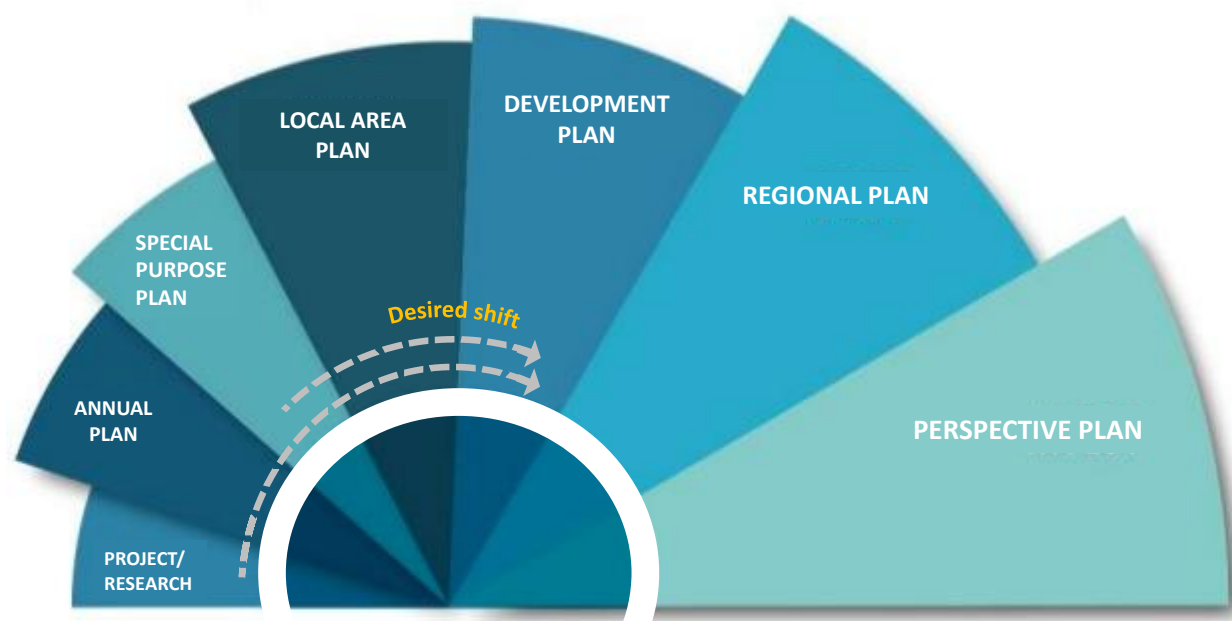 LOCAL AREA
PLAN
DEVELOPMENT
PLAN
REGIONAL PLAN
SPECIAL
PURPOSE
PLAN
Desired shift
ANNUAL
PLAN
PERSPECTIVE PLAN
PROJECT/
RESEARCH